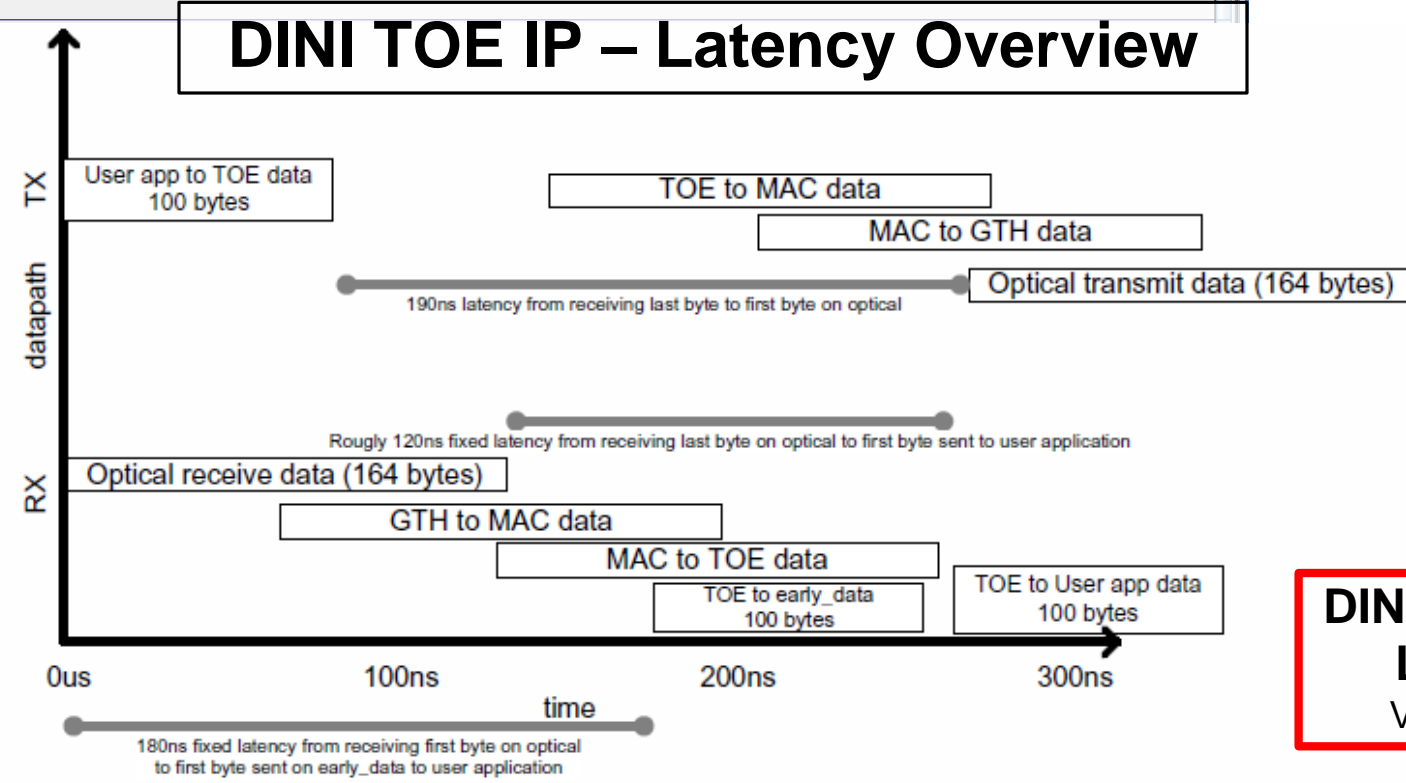 DINI TOE IP – Latency Overview
TX
User app to TOE data
100 bytes
TOE to MAC data
MAC to GTH data
datapath
Optical transmit data (164 bytes)
190ns latency from receiving last byte to first byte on optical
Rougly 120ns fixed latency from receiving last byte on optical to first byte sent to user application
RX
Optical receive data (164 bytes)
GTH to MAC data
MAC to TOE data
TOE to early_data
100 bytes
TOE to User app data
100 bytes
0us 100ns 200ns 300ns
time
180ns fixed latency from receiving first byte on optical
to first byte sent on early_data to user application
DIN
L
V